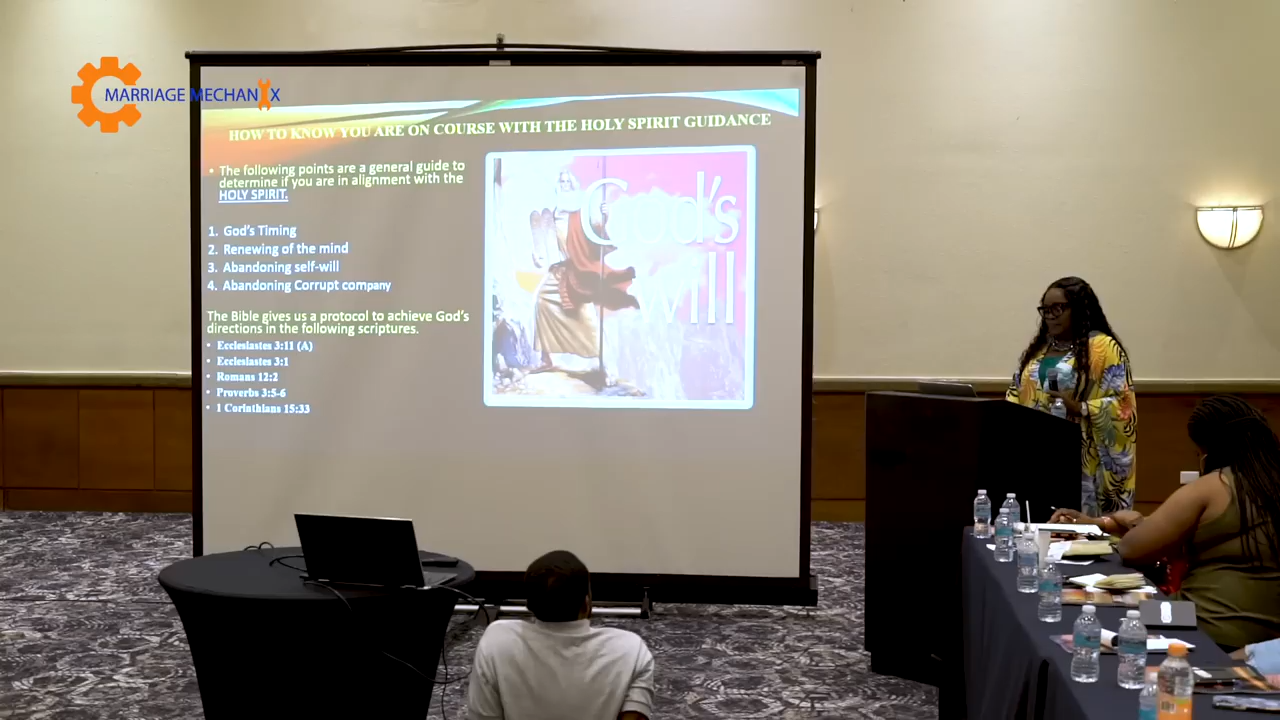 MARRIAGE MECHANIX
HOW TO KNOW YOU ARE ON COURSE WITH THE HOLY SPIRIT GUIDANCE
• The following points are a general guide to
determine if you are in alignment with the
HOLY SPIRIT.
1. God's Timing
2. Renewing of the mind
3. Abandoning self-will
4. Abandoning Corrupt company
The Bible gives us a protocol to achieve God's
directions in the following scriptures.
• Ecclesiastes 3:11 (A)
• Ecclesiastes 3:1
• Romans 12:2
• Proverbs 3:5-6
• 1 Corinthians 15:33
God's
will